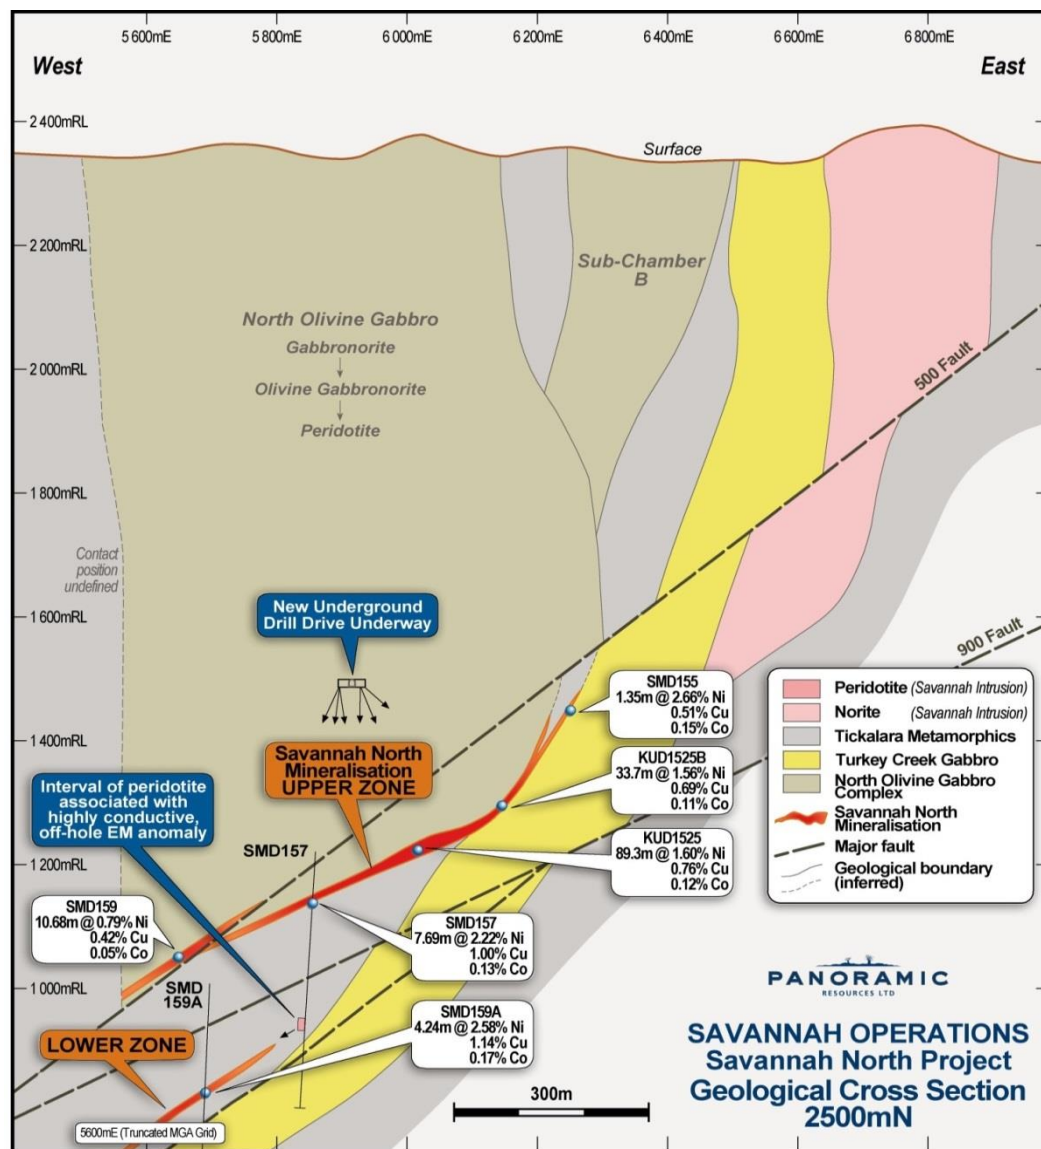 5 600mE
5 800mE
6 000mE
6 200mE
6 400mE
6 600mE
6 800mE
West
East
2 400mRL
Surface
2 200mRL
Sub-Chamber
B
North Olivine Gabbro
Gabbronorite
2 000mRL
Olivine Gabbronorite
Peridotite
500 Fault
1 800mRL
Contact
position
undefined
1 600mRL
New Underground
Drill Drive Underway
900 Fault
SMD155
1.35m @ 2.66% Ni
0.51% Cu
0.15% Co
Peridotite (Savannah Intrusion)
Norite (Savannah Intrusion)
Tickalara Metamorphics
Turkey Creek Gabbro
North Olivine Gabbro
Complex
Savannah North
Mineralisation
Major fault
Geological boundary
(inferred)
1 400mRL
Savannah North
Mineralisation
UPPER ZONE
KUD1525B
33.7m @ 1.56% Ni
0.69% Cu
0.11% Co
Interval of peridotite
associated with
highly conductive,
off-hole EM anomaly
KUD1525
89.3m @ 1.60% Ni
0.76% Cu
0.12% Co
SMD157
1 200mRL
SMD159
10.68m @ 0.79% Ni
0.42% Cu
0.05% Co
SMD157
7.69m @ 2.22% Ni
1.00% Cu
0.13% Co
1 000mRL
SMD
159A
SMD159A
4.24m @ 2.58% Ni
1.14% Cu
0.17% Co
LOWER ZONE
5600mE (Truncated MGA Grid)
300m
PANORAMIC
RESOURCES LTD
SAVANNAH OPERATIONS
Savannah North Project
Geological Cross Section
2500mN